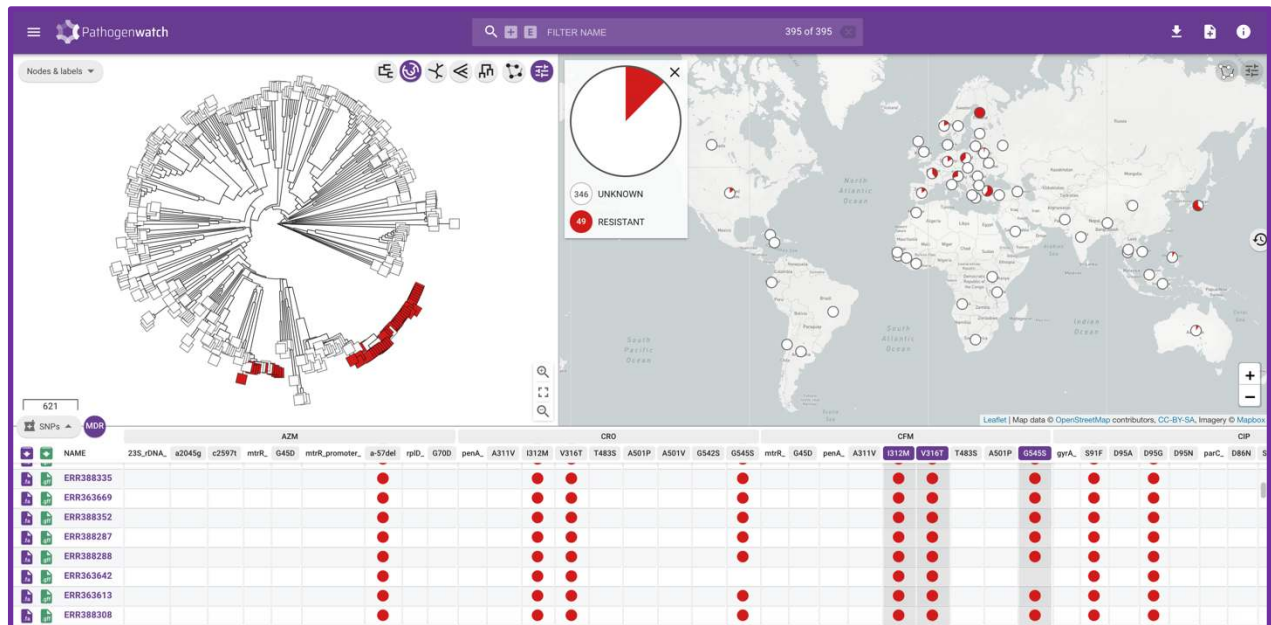 Pathogenwatch
FILTER NAME
395 of 395
Nodes & labels
346 UNKNOWN
49 RESISTANT
North Atlantic Ocean
South Pacific Ocean
South Atlantic Ocean
Indian Ocean
Brazil
621
SNPs
MDR
+
−
Leaflet | Map data © OpenStreetMap contributors, CC-BY-SA, Imagery © Mapbox
AZM CRO CFM CIP
NAME 23S_rDNA_ a2045g c2597t mtrR_ G45D mtrR_promoter_ a-57del rplD_ G70D penA_ A311V I312M V316T T483S A501P A501V G542S G545S mtrR_ G45D penA_ A311V I312M V316T T483S A501P G545S gyrA_ S91F D95A D95G D95N parC_ D86N S
ERR388335
ERR363669
ERR388352
ERR388287
ERR388288
ERR363642
ERR363613
ERR388308